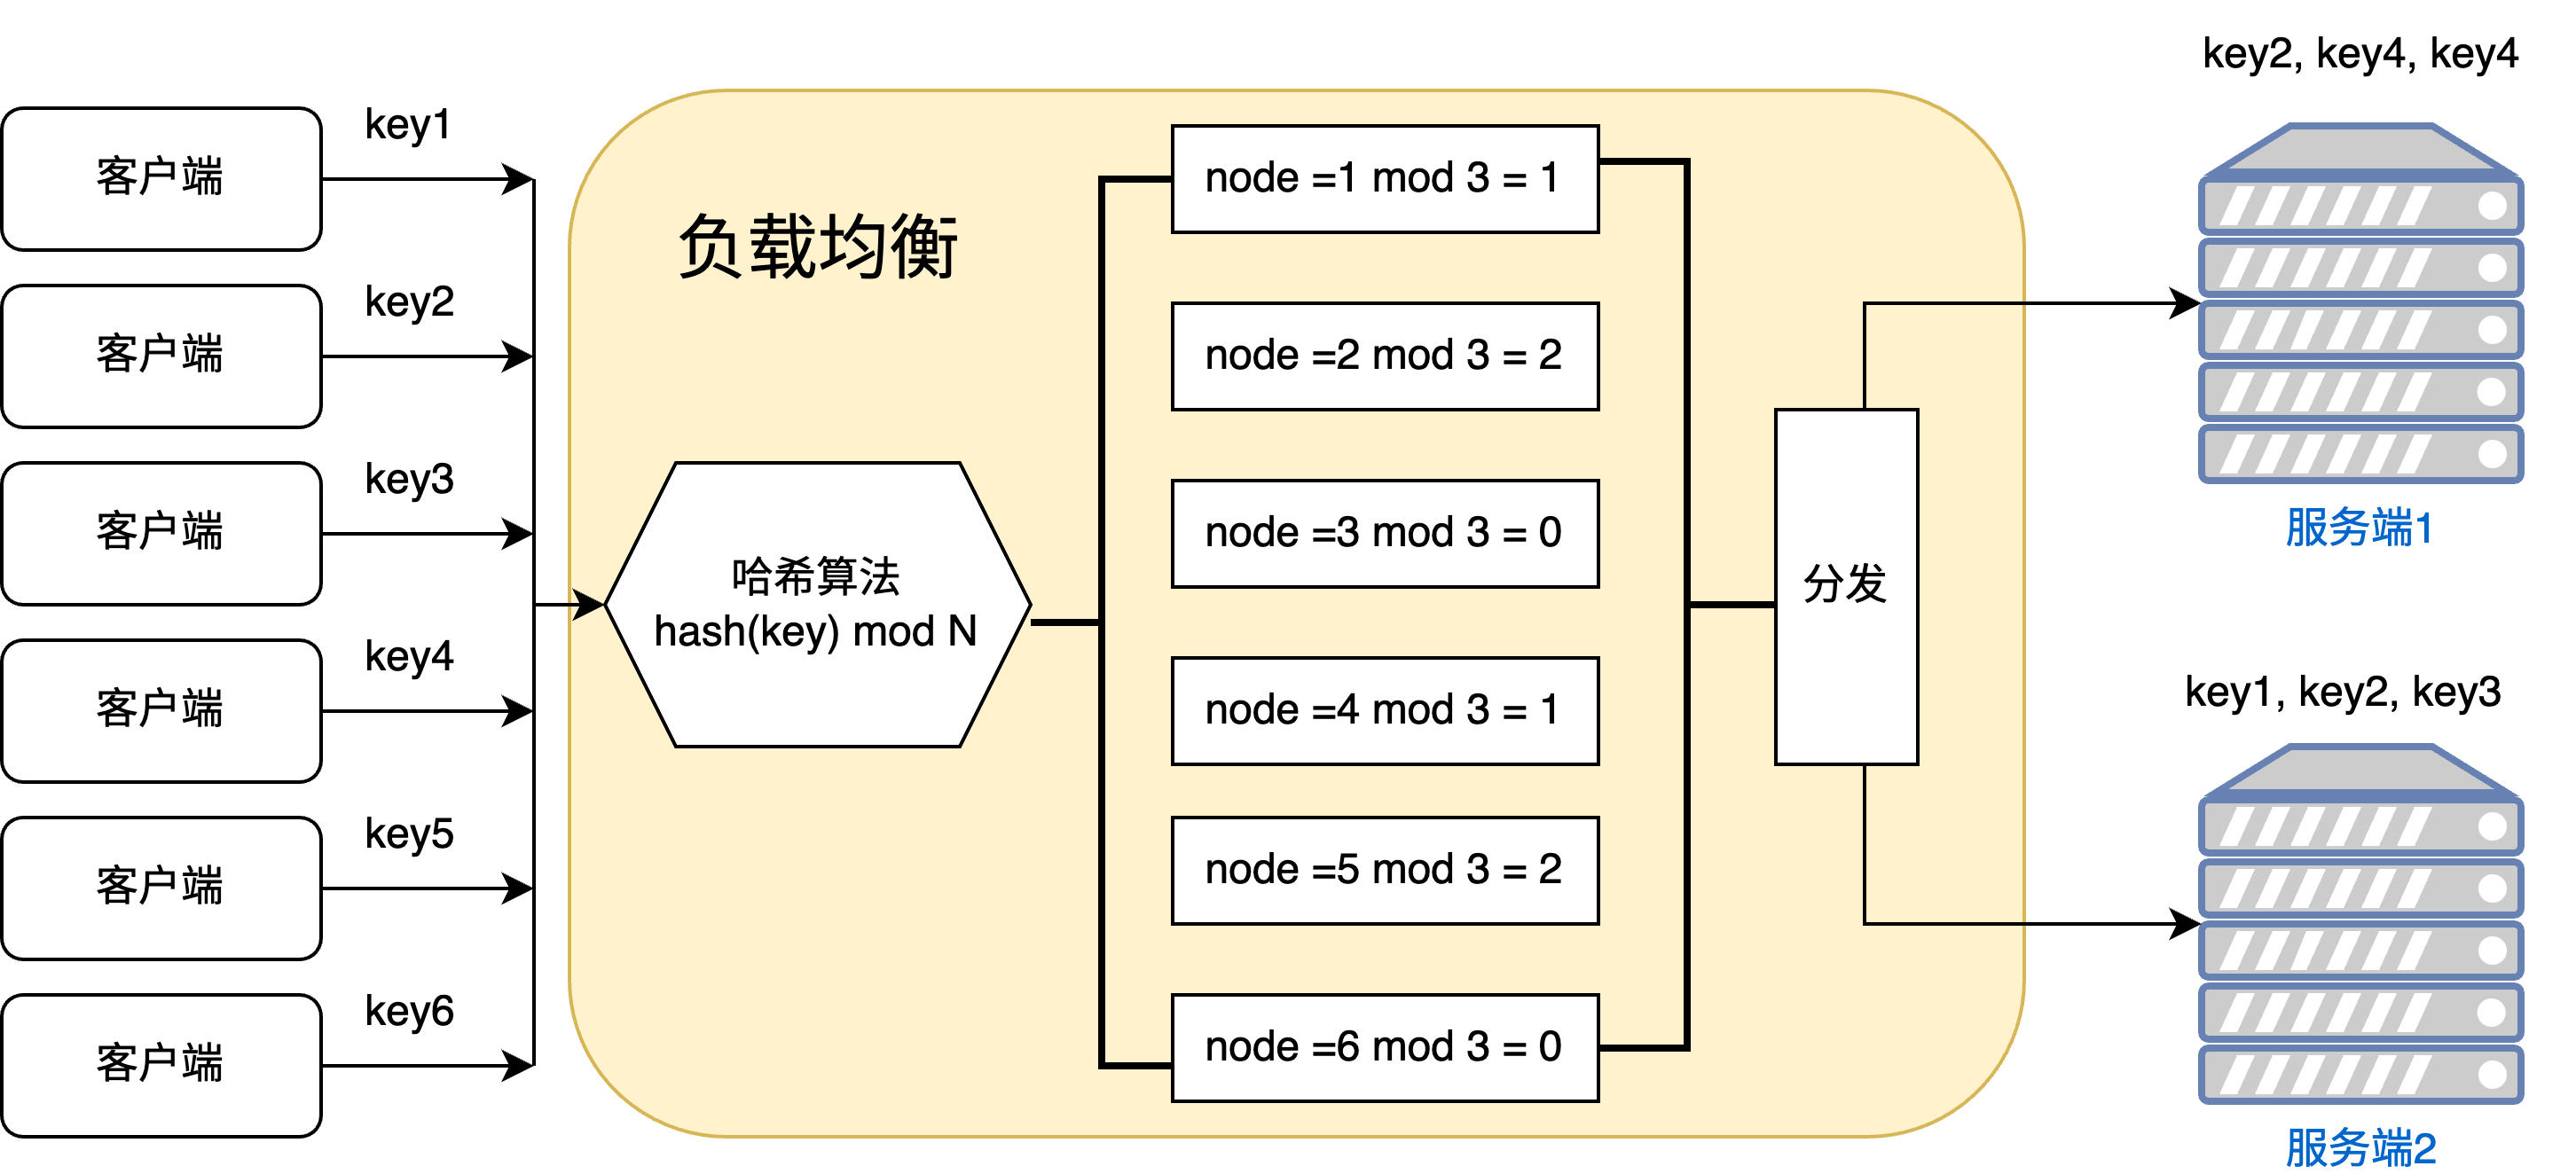 客户端
key1
客户端
key2
客户端
key3
客户端
key4
客户端
key5
客户端
key6
负载均衡
哈希算法
hash(key) mod N
node =1 mod 3 = 1
node =2 mod 3 = 2
node =3 mod 3 = 0
node =4 mod 3 = 1
node =5 mod 3 = 2
node =6 mod 3 = 0
分发
key2, key4, key4
服务端1
key1, key2, key3
服务端2